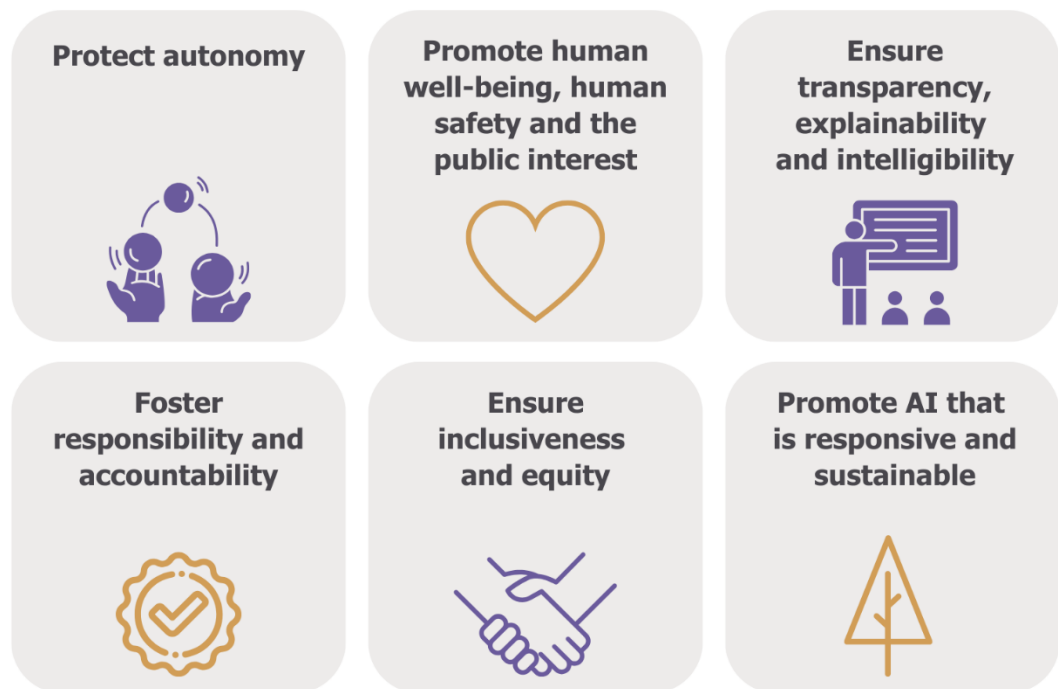 Protect autonomy
Promote human
well-being, human
safety and the
public interest
Ensure
transparency,
explainability
and intelligibility
Foster
responsibility and
accountability
Ensure
inclusiveness
and equity
Promote AI that
is responsive and
sustainable